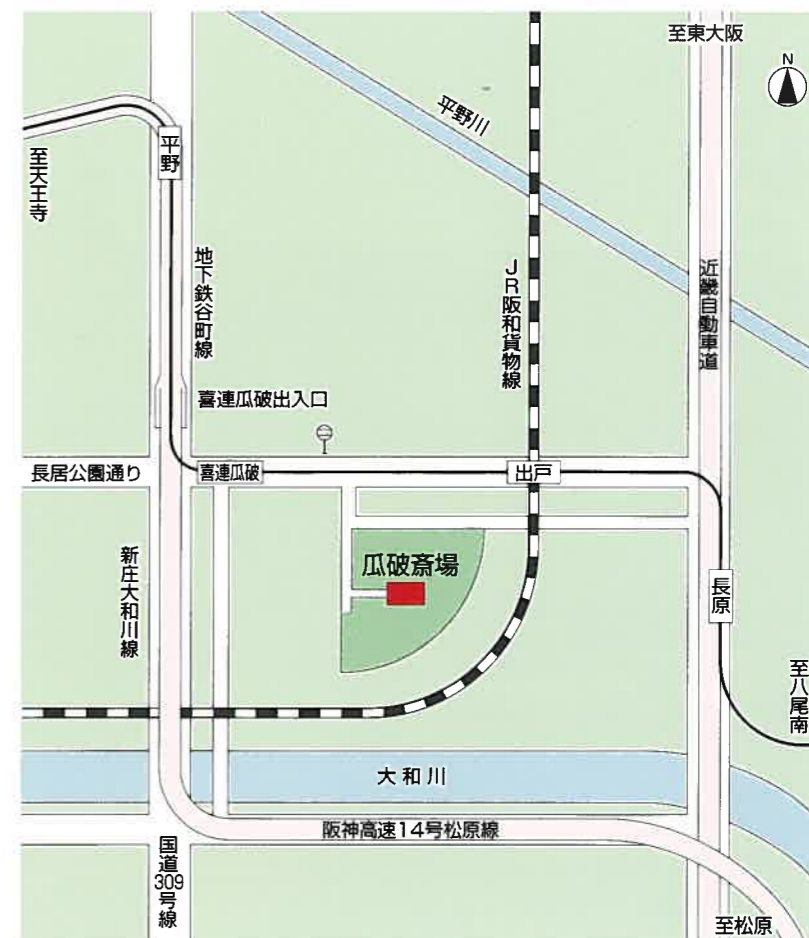 至東大阪
N
平野川
平野
至天王寺
地下鉄谷町線
JR阪和貨物線
近畿自動車道
喜連瓜破出入口
長居公園通り
喜連瓜破
出戸
瓜破斎場
新庄大和川線
長原
至八尾南
大和川
阪神高速14号松原線
国道309号線
至松原